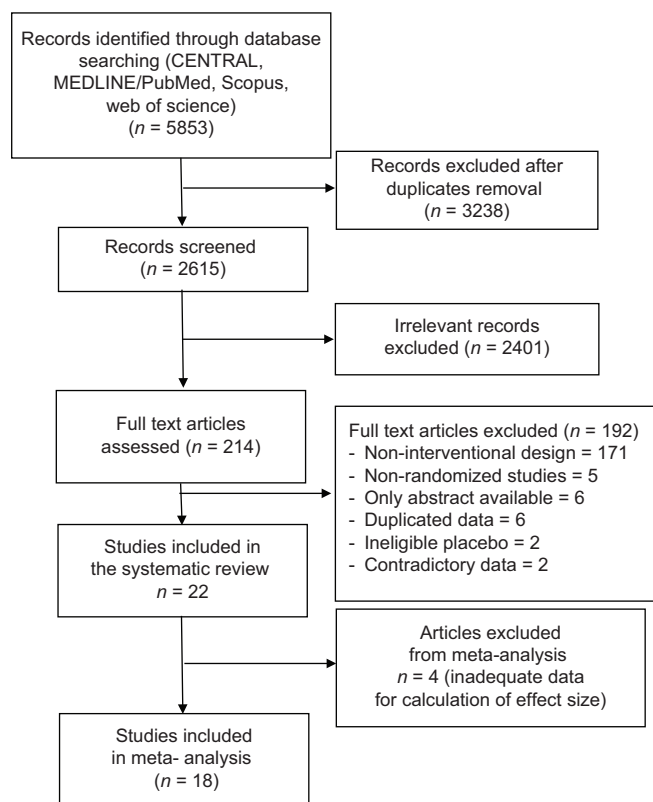 Records identified through database
searching (CENTRAL,
MEDLINE/PubMed, Scopus,
web of science)
(n = 5853)
Records excluded after
duplicates removal
(n = 3238)
Records screened
(n = 2615)
Irrelevant records
excluded (n = 2401)
Full text articles
assessed (n = 214)
Full text articles excluded (n = 192)
- Non-interventional design = 171
- Non-randomized studies = 5
- Only abstract available = 6
- Duplicated data = 6
- Ineligible placebo = 2
- Contradictory data = 2
Studies included in
the systematic review
n = 22
Articles excluded
from meta-analysis
n = 4 (inadequate data
for calculation of effect size)
Studies included
in meta- analysis
(n = 18)